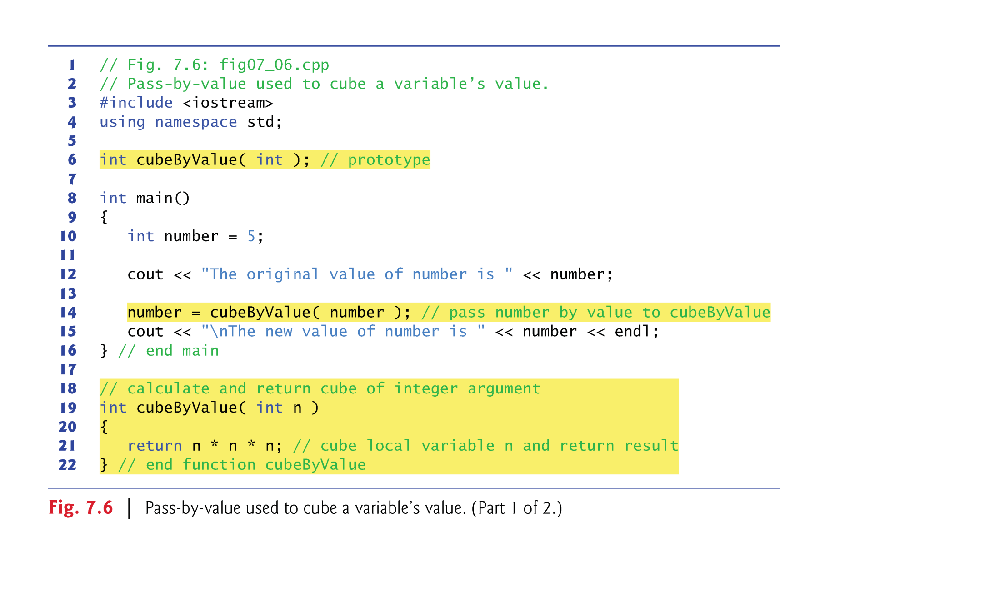 1 // Fig. 7.6: fig07_06.cpp
2 // Pass-by-value used to cube a variable’s value.
3 #include <iostream>
4 using namespace std;
5
6 int cubeByValue( int ); // prototype
7
8 int main()
9 {
10    int number = 5;
11
12    cout << "The original value of number is " << number;
13
14    number = cubeByValue( number ); // pass number by value to cubeByValue
15    cout << "\nThe new value of number is " << number << endl;
16 } // end main
17
18 // calculate and return cube of integer argument
19 int cubeByValue( int n )
20 {
21    return n * n * n; // cube local variable n and return result
22 } // end function cubeByValue
Fig. 7.6 | Pass-by-value used to cube a variable’s value. (Part 1 of 2.)